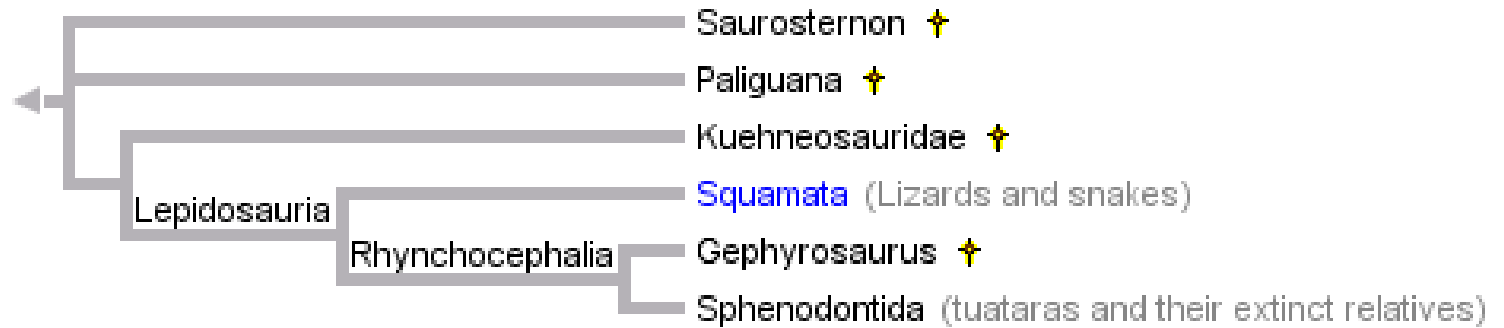 Saurosternon
Paliguana
Kuehneosauridae
Squamata (Lizards and snakes)
Lepidosauria
Rhynchocephalia
Gephyrosaurus
Sphenodontida (tuataras and their extinct relatives)